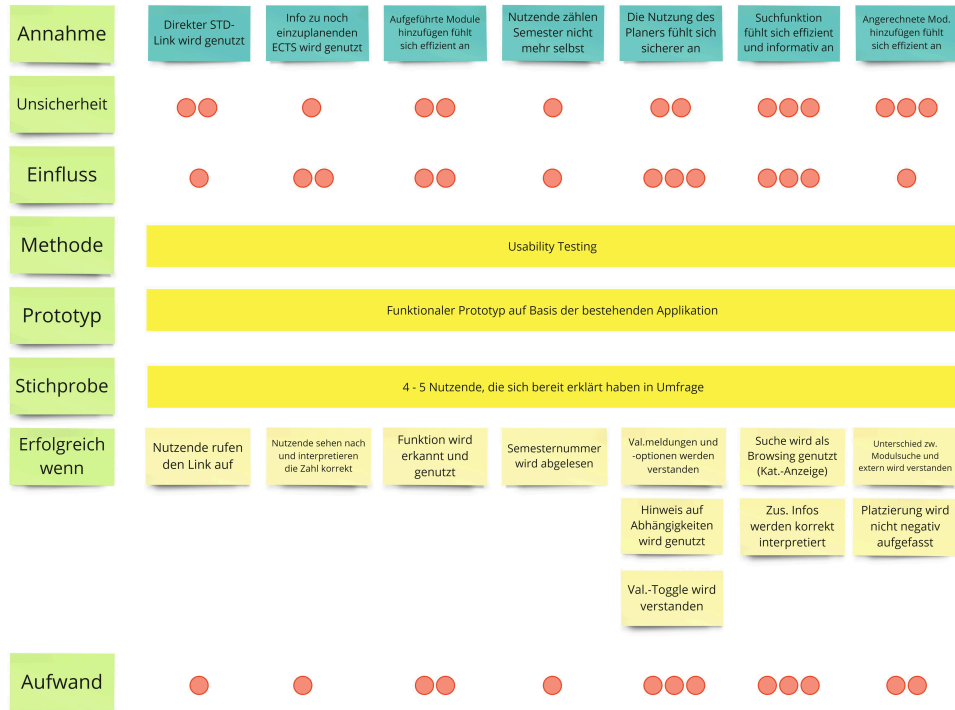 Annahme
Direkter STD-
Link wird genutzt
Info zu noch
einzuplanenden
ECTS wird genutzt
Aufgeführte Module
hinzufügen fühlt
sich effizient an
Nutzende zählen
Semester nicht
mehr selbst
Die Nutzung des
Planers fühlt sich
sicherer an
Suchfunktion
fühlt sich effizient
und informativ an
Angerechnete Mod.
hinzufügen fühlt
sich effizient an
Unsicherheit
Einfluss
Methode
Usability Testing
Prototyp
Funktionaler Prototyp auf Basis der bestehenden Applikation
Stichprobe
4 - 5 Nutzende, die sich bereit erklärt haben in Umfrage
Erfolgreich
wenn
Nutzende rufen
den Link auf
Nutzende sehen nach
und interpretieren
die Zahl korrekt
Funktion wird
erkannt und
genutzt
Semesternummer
wird abgelesen
Val.meldungen und
-optionen werden
verstanden
Suche wird als
Browsing genutzt
(Kat.-Anzeige)
Unterschied zw.
Modulsuche und
extern wird verstanden
Hinweis auf
Abhängigkeiten
wird genutzt
Zus. Infos
werden korrekt
interpretiert
Platzierung wird
nicht negativ
aufgefasst
Val.-Toggle wird
verstanden
Aufwand